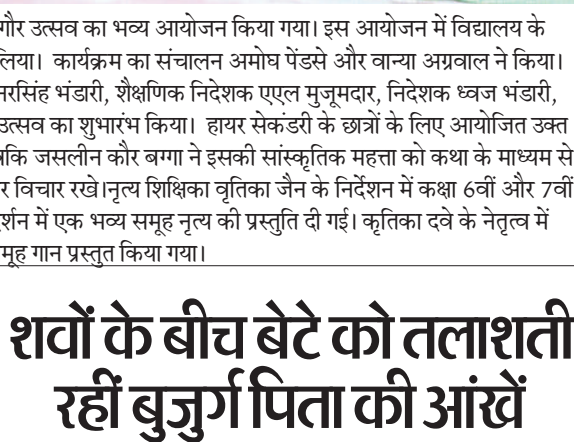 गौर उत्सव का भव्य आयोजन किया गया। इस आयोजन में विद्यालय के
लिया। कार्यक्रम का संचालन अमोघ पेंडसे और वान्या अग्रवाल ने किया।
नरसिंह भंडारी, शैक्षणिक निदेशक एएल मुजूमदार, निदेशक ध्वज भंडारी,
उत्सव का शुभारंभ किया। हायर सेकंडरी के छात्रों के लिए आयोजित उक्त
कि जसलीन कौर बग्गा ने इसकी सांस्कृतिक महत्ता को कथा के माध्यम से
र विचार रखे।नृत्य शिक्षिका वृतिका जैन के निर्देशन में कक्षा 6वीं और 7वीं
र्शन में एक भव्य समूह नृत्य की प्रस्तुति दी गई। कृतिका दवे के नेतृत्व में
मूह गान प्रस्तुत किया गया।
शवों के बीच बेटे को तलाशती
रहीं बुजुर्ग पिता की आंखें